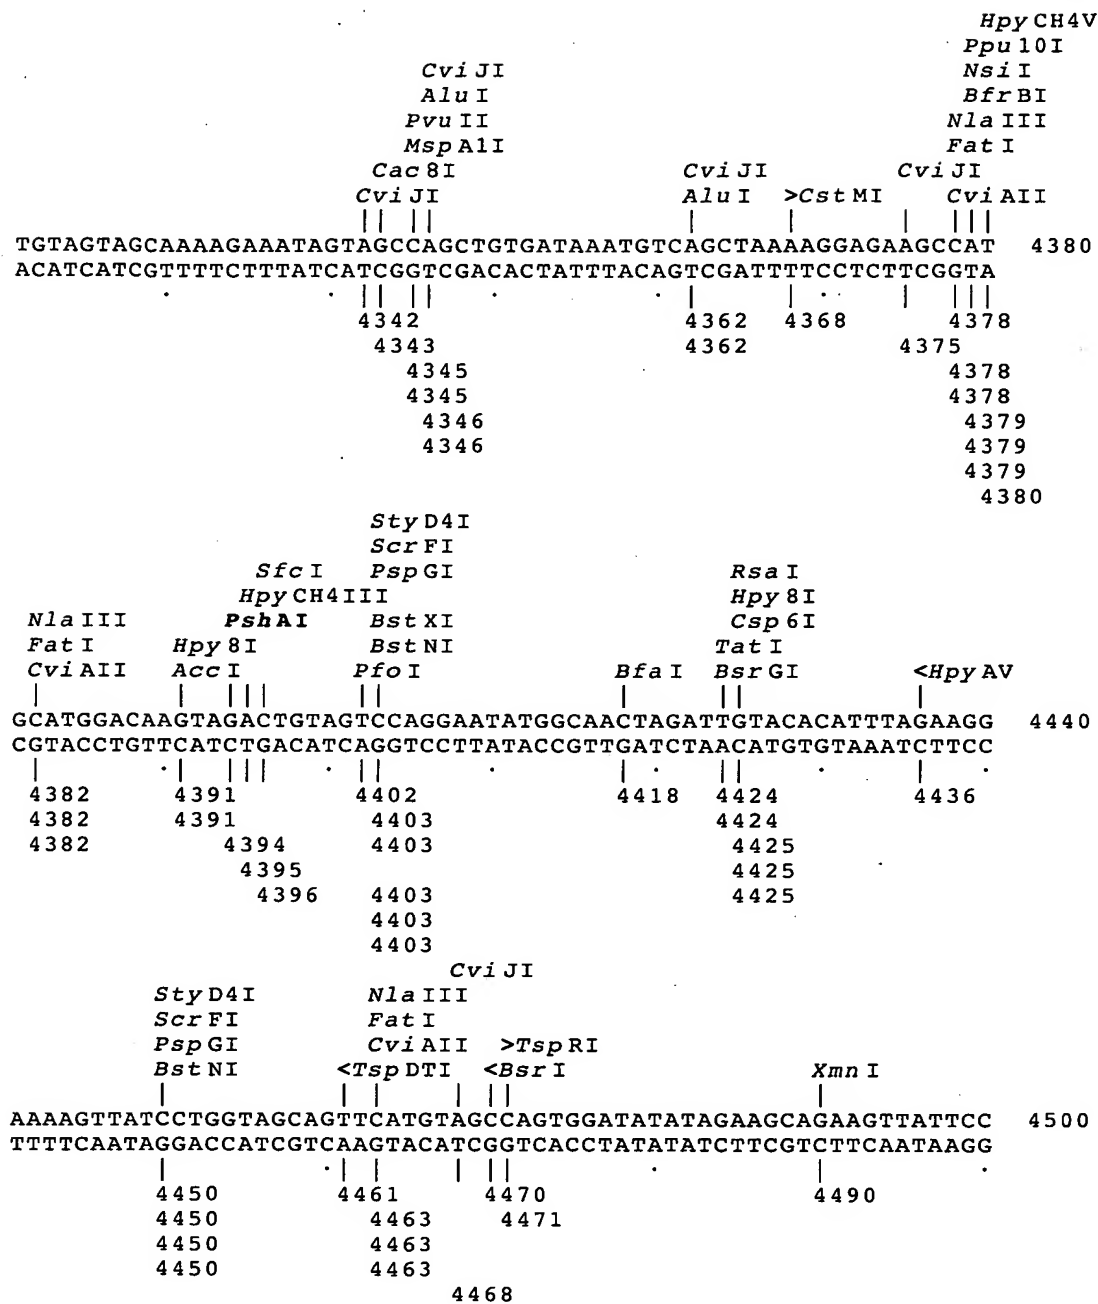 HpyCH4V
Ppu10I
CviJI NsiI
AluI BfrBI
PvuII NlaIII
MspA1I FatI
Cac8I CviJI CviJI
CviJI AluI >CstMI CviAII
TGTAGTAGCAAAAGAAATAGTAGCCAGCTGTGATAAATGTCAGCTAAAAGGAGAAGCCAT 4380
ACATCATCGTTTTCTTTATCATCGGTCGACACTATTTACAGTCGATTTTCCTCTTCGGTA
4342 4362 4368 4378
4343 4362 4375
4345 4378
4345 4378
4346 4379
4346 4379
4379
4380
StyD4I
ScrFI
SfcI PspGI RsaI
HpyCH4III Hpy8I
NlaIII PshAI BstXI Csp6I
FatI Hpy8I BstNI TatI
CviAII AccI PfoI BfaI BsrGI <HpyAV
GCATGGACAAGTAGACTGTAGTCCAGGAATATGGCAACTAGATTGTACACATTTAGAAGG 4440
CGTACCTGTTCATCTGACATCAGGTCCTTATACCGTTGATCTAACATGTGTAAATCTTCC
4382 4391 4402 4418 4424 4436
4382 4391 4403 4424
4382 4394 4403 4425
4395 4425
4396 4403 4425
4403
4403
CviJI
StyD4I NlaIII
ScrFI FatI
PspGI CviAII >TspRI
BstNI <TspDTI <BsrI XmnI
AAAAGTTATCCTGGTAGCAGTTCATGTAGCCAGTGGATATATAGAAGCAGAAGTTATTCC 4500
TTTTCAATAGGACCATCGTCAAGTACATCGGTCACCTATATATCTTCGTCTTCAATAAGG
4450 4461 4470 4490
4450 4463 4471
4450 4463
4450 4463
4468